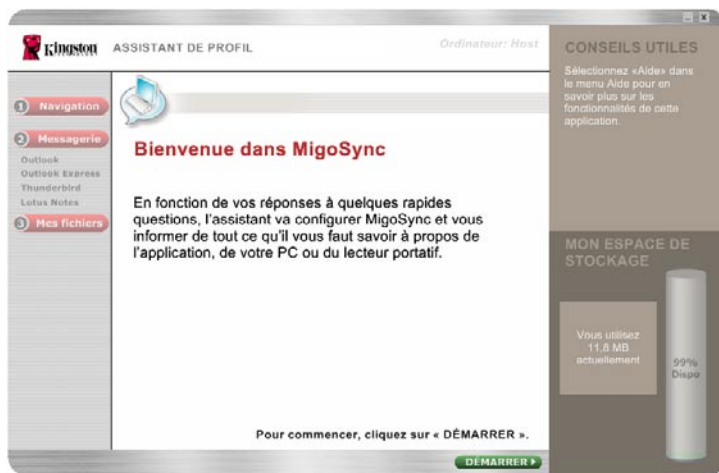 Kingston
TECHNOLOGY
ASSISTANT DE PROFIL
Ordinateur: Host
1 Navigation
2 Messagerie
Outlook
Outlook Express
Thunderbird
Lotus Notes
3 Mes fichiers
Bienvenue dans MigoSync
En fonction de vos réponses à quelques rapides
questions, l'assistant va configurer MigoSync et vous
informer de tout ce qu'il vous faut savoir à propos de
l'application, de votre PC ou du lecteur portatif.
Pour commencer, cliquez sur « DÉMARRER ».
DÉMARRER
CONSEILS UTILES
Sélectionnez «Aide» dans
le menu Aide pour en
savoir plus sur les
fonctionnalités de cette
application.
MON ESPACE DE
STOCKAGE
Vous utilisez
11,8 MB
actuellement
99%
Dispo